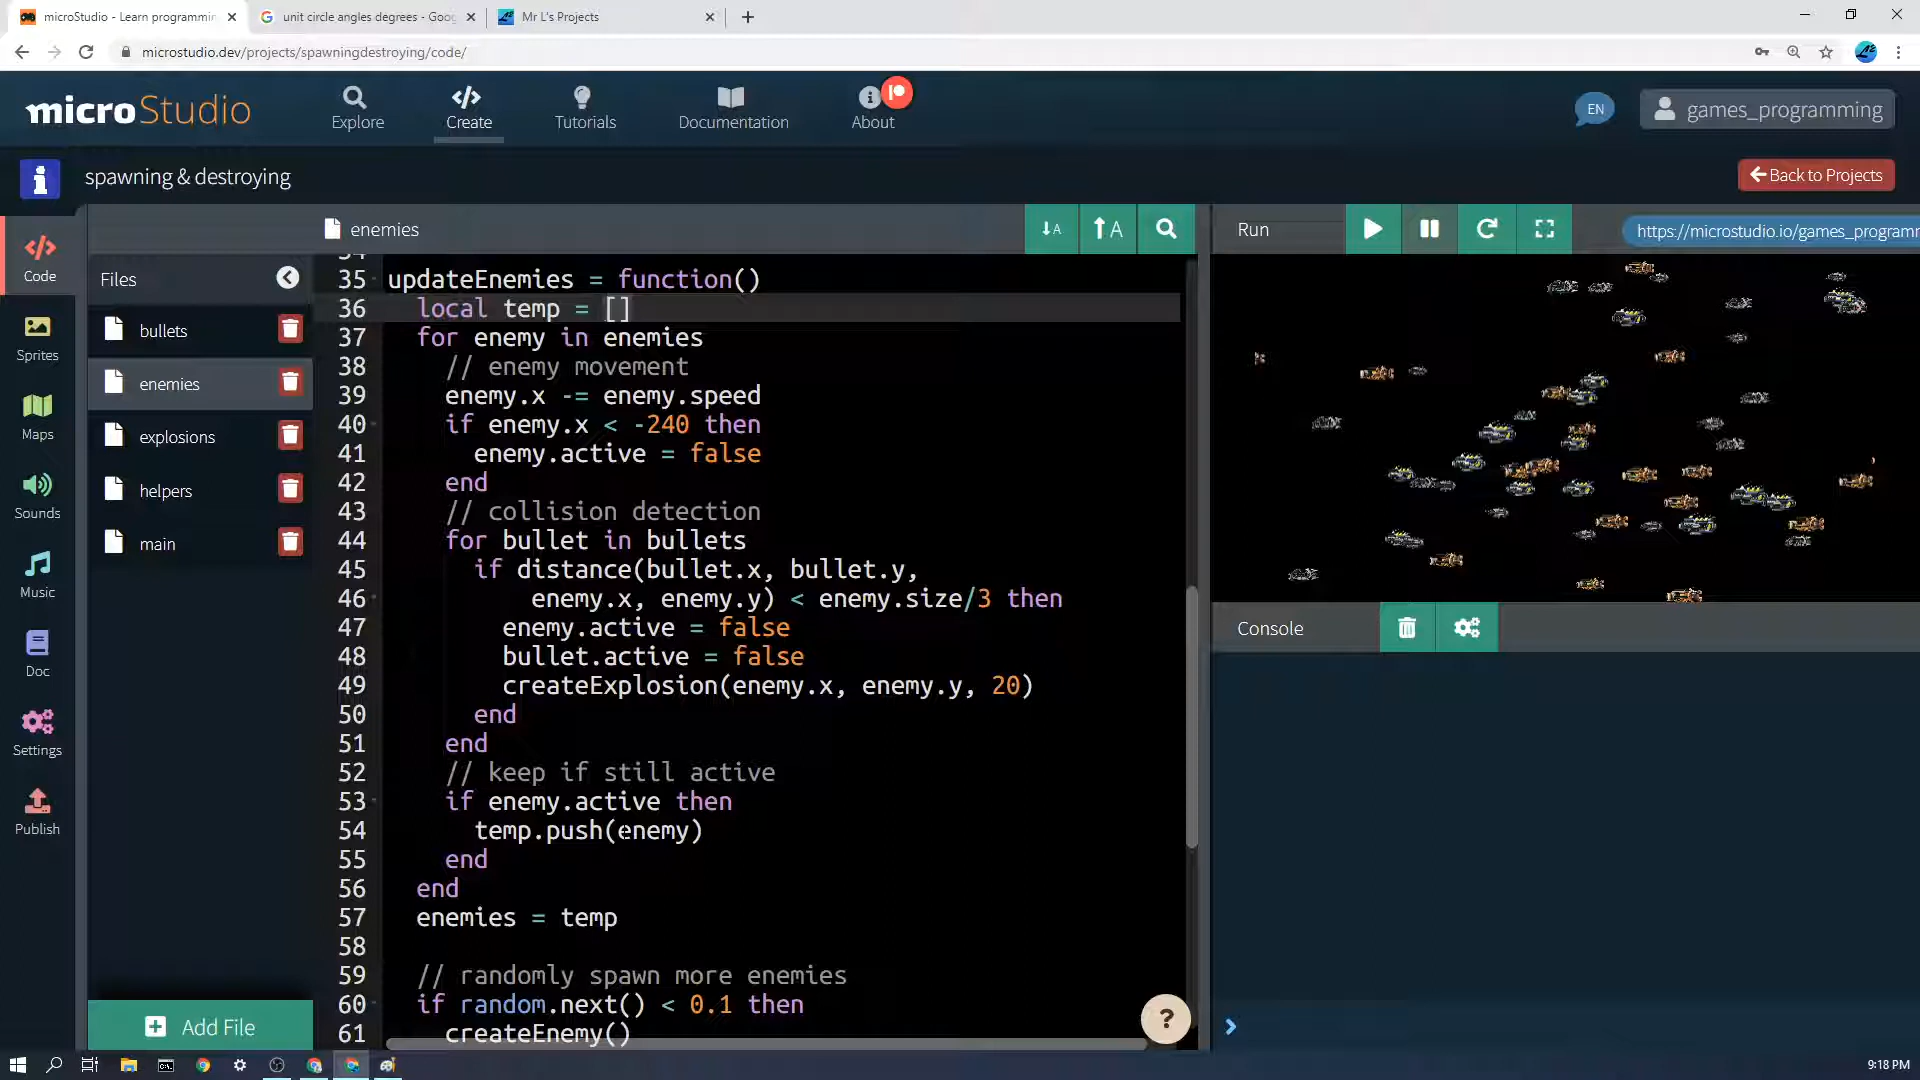 microStudio - Learn programmin
unit circle angles degrees - Goog
Mr L's Projects
microstudio.dev/projects/spawningdestroying/code/
microStudio
Explore
Create
Tutorials
Documentation
About
EN
games_programming
spawning & destroying
Back to Projects
Code
Sprites
Maps
Sounds
Music
Doc
Settings
Publish
Files
bullets
enemies
explosions
helpers
main
Add File
enemies
34
35 updateEnemies = function()
36 local temp = []
37 for enemy in enemies
38 // enemy movement
39 enemy.x -= enemy.speed
40 if enemy.x < -240 then
41 enemy.active = false
42 end
43 // collision detection
44 for bullet in bullets
45 if distance(bullet.x, bullet.y,
46 enemy.x, enemy.y) < enemy.size/3 then
47 enemy.active = false
48 bullet.active = false
49 createExplosion(enemy.x, enemy.y, 20)
50 end
51 end
52 // keep if still active
53 if enemy.active then
54 temp.push(enemy)
55 end
56 end
57 enemies = temp
58
59 // randomly spawn more enemies
60 if random.next() < 0.1 then
61 createEnemy()
?
Run
https://microstudio.io/games_programm
Console
9:18 PM